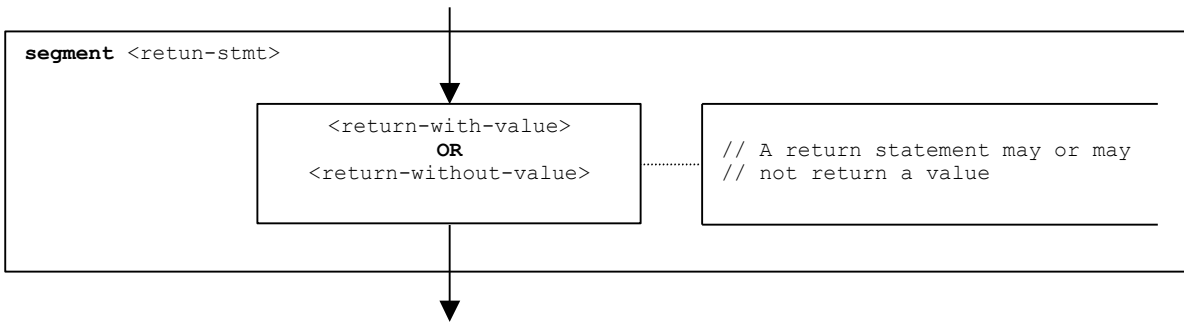 segment <retun-stmt>
<return-with-value>
OR
<return-without-value>
// A return statement may or may
// not return a value